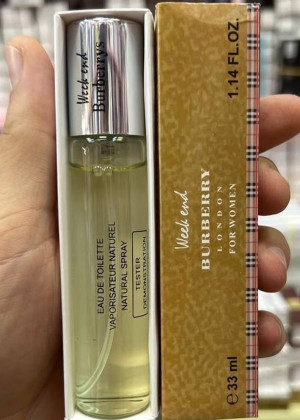 Week end
Burberrys
EAU DE TOILETTE
VAPORISATEUR NATUREL
NATURAL SPRAY
TESTER
DEMONSTRATION
Week end
BURBERRY
LONDON
FOR WOMEN
1.14 FL.OZ.
e 33 ml